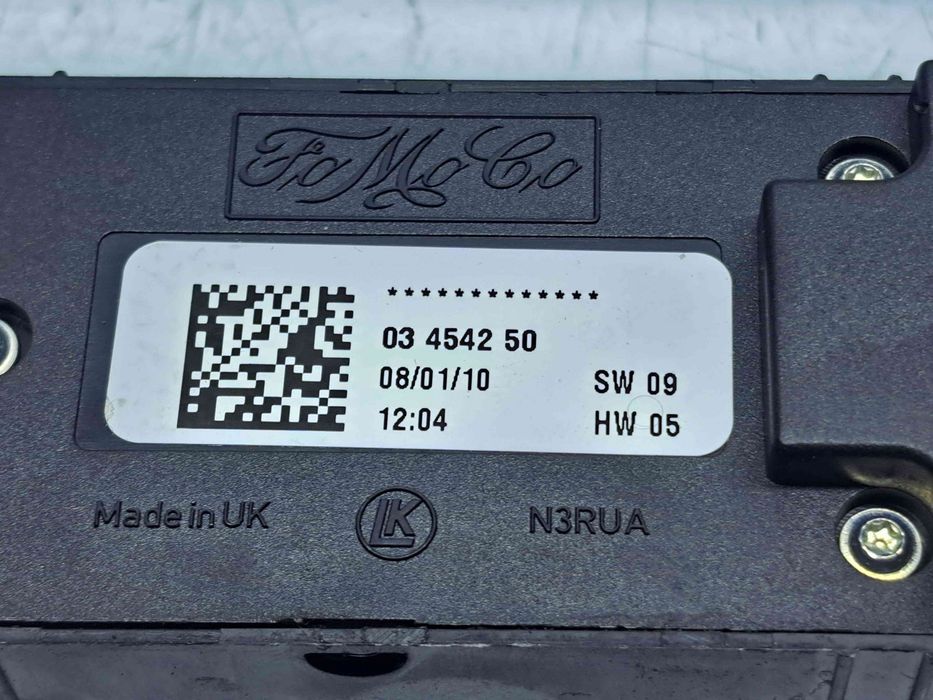 FoMoCo
*************
03 4542 50
08/01/10 SW 09
12:04 HW 05
Made in UK LK N3RUA